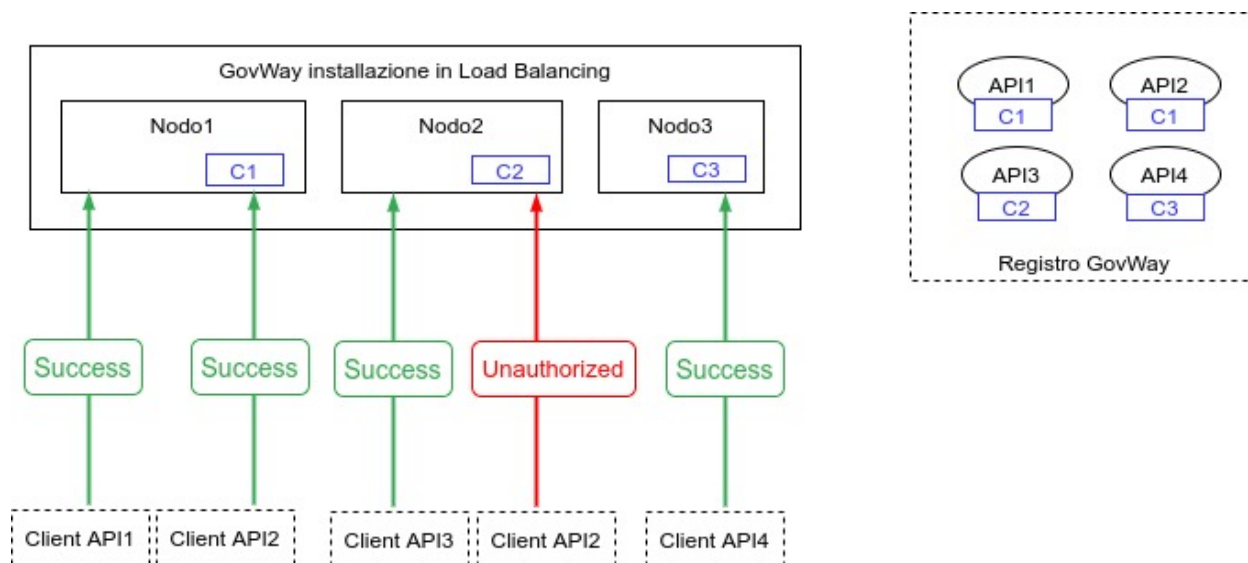 GovWay installazione in Load Balancing
Nodo1
C1
Nodo2
C2
Nodo3
C3
Success
Success
Success
Unauthorized
Success
Client API1
Client API2
Client API3
Client API2
Client API4
API1
C1
API2
C1
API3
C2
API4
C3
Registro GovWay